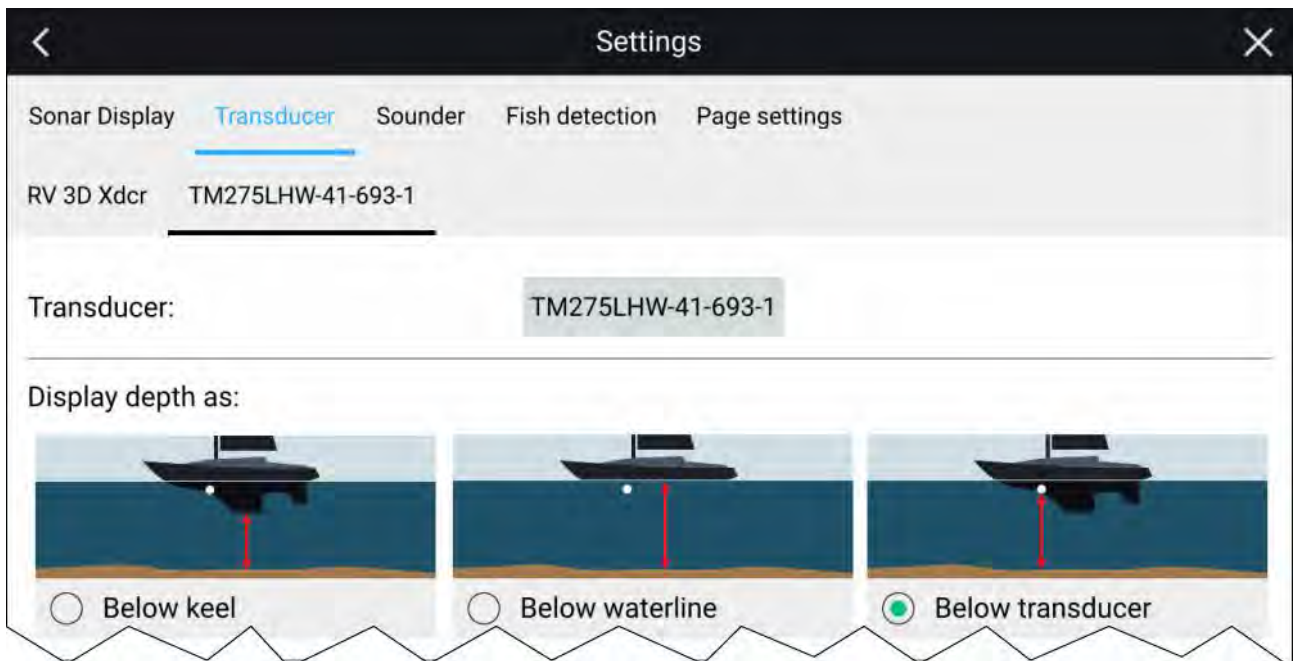 Settings
Sonar Display Transducer Sounder Fish detection Page settings
RV 3D Xdcr TM275LHW-41-693-1
Transducer: TM275LHW-41-693-1
Display depth as:
Below keel Below waterline Below transducer